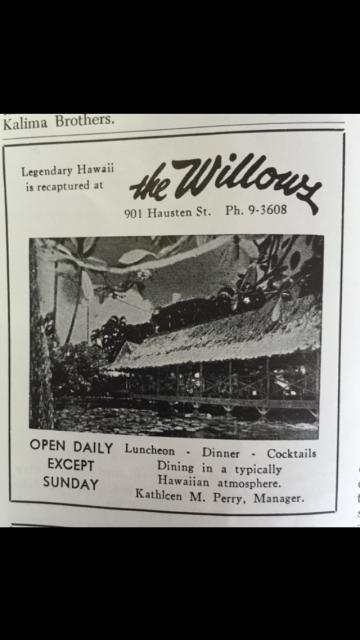 Kalima Brothers.
Legendary Hawaii
is recaptured at
the Willows
901 Hausten St. Ph. 9-3608
OPEN DAILY
EXCEPT
SUNDAY
Luncheon - Dinner - Cocktails
Dining in a typically
Hawaiian atmosphere.
Kathleen M. Perry, Manager.